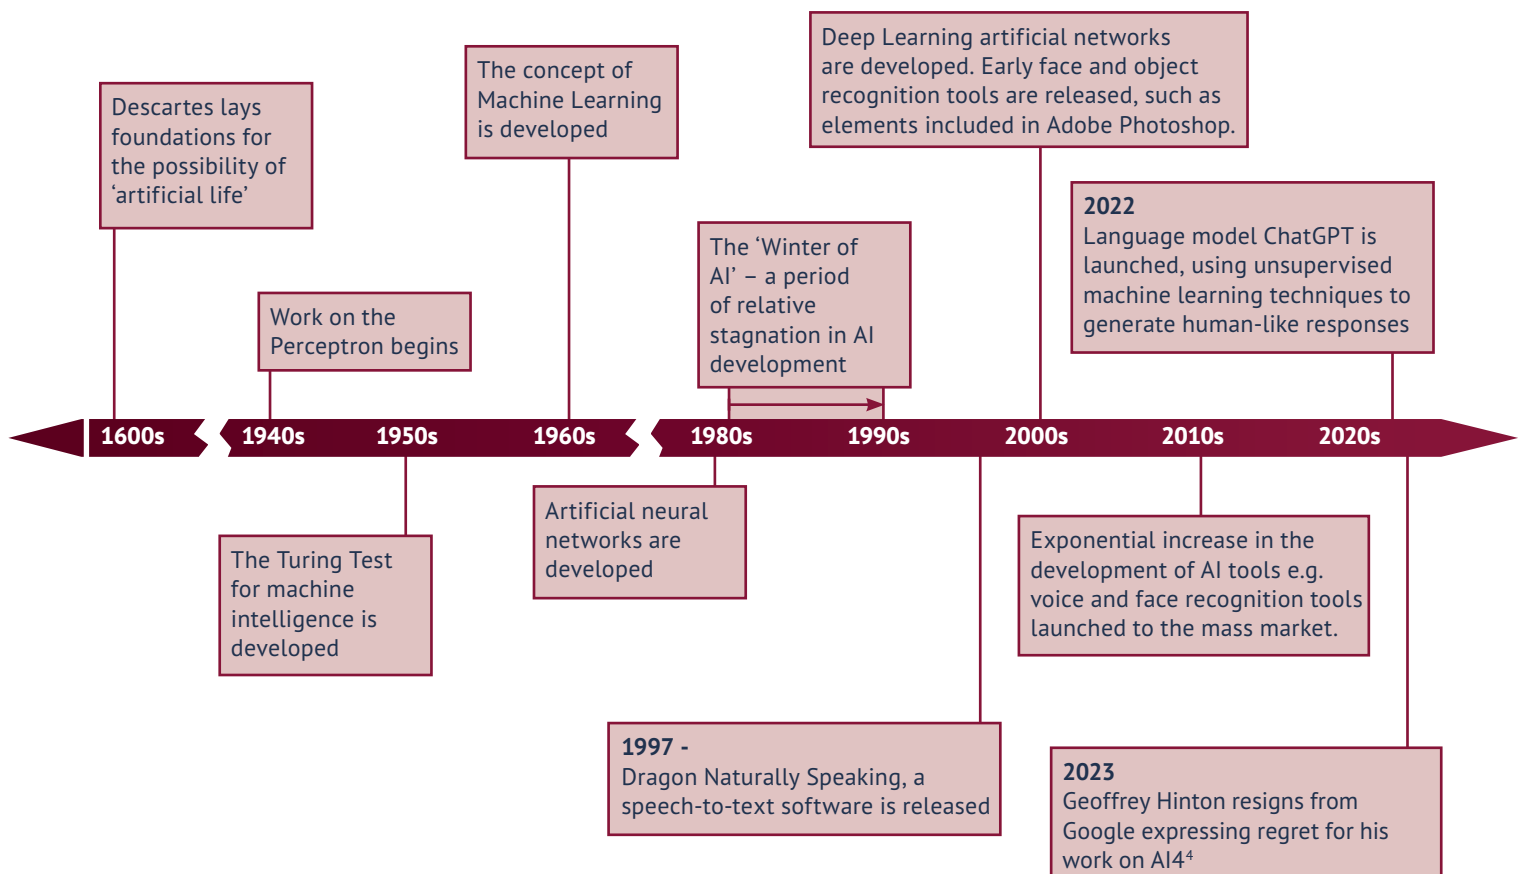 Deep Learning artificial networks
are developed. Early face and object
recognition tools are released, such as
elements included in Adobe Photoshop.
The concept of
Machine Learning
is developed
Descartes lays
foundations for
the possibility of
‘artificial life’
2022
Language model ChatGPT is
launched, using unsupervised
machine learning techniques to
generate human-like responses
The ‘Winter of
AI’ – a period
of relative
stagnation in AI
development
Work on the
Perceptron begins
1600s 1940s 1950s 1960s 1980s 1990s 2000s 2010s 2020s
Artificial neural
networks are
developed
Exponential increase in the
development of AI tools e.g.
voice and face recognition tools
launched to the mass market.
The Turing Test
for machine
intelligence is
developed
1997 -
Dragon Naturally Speaking, a
speech-to-text software is released
2023
Geoffrey Hinton resigns from
Google expressing regret for his
work on AI4⁴